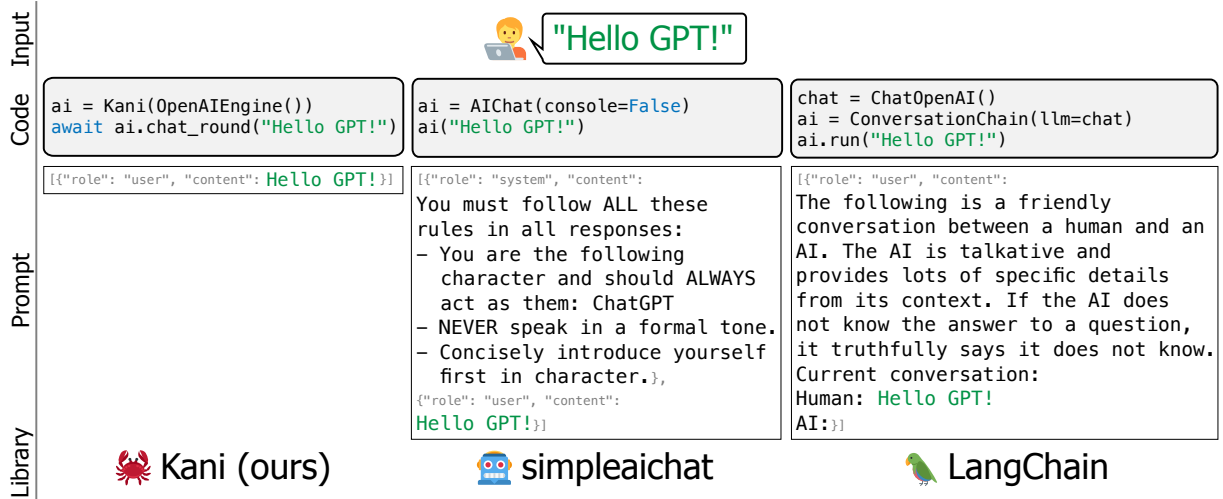 Input
"Hello GPT!"
Code
ai = Kani(OpenAIEngine())
await ai.chat_round("Hello GPT!")
ai = AIChat(console=False)
ai("Hello GPT!")
chat = ChatOpenAI()
ai = ConversationChain(llm=chat)
ai.run("Hello GPT!")
Prompt
[{"role": "user", "content": Hello GPT!}]
[{"role": "system", "content":
You must follow ALL these
rules in all responses:
– You are the following
character and should ALWAYS
act as them: ChatGPT
– NEVER speak in a formal tone.
– Concisely introduce yourself
first in character.},
{"role": "user", "content":
Hello GPT!}]
[{"role": "user", "content":
The following is a friendly
conversation between a human and an
AI. The AI is talkative and
provides lots of specific details
from its context. If the AI does
not know the answer to a question,
it truthfully says it does not know.
Current conversation:
Human: Hello GPT!
AI:}]
Library
Kani (ours)
simpleaichat
LangChain